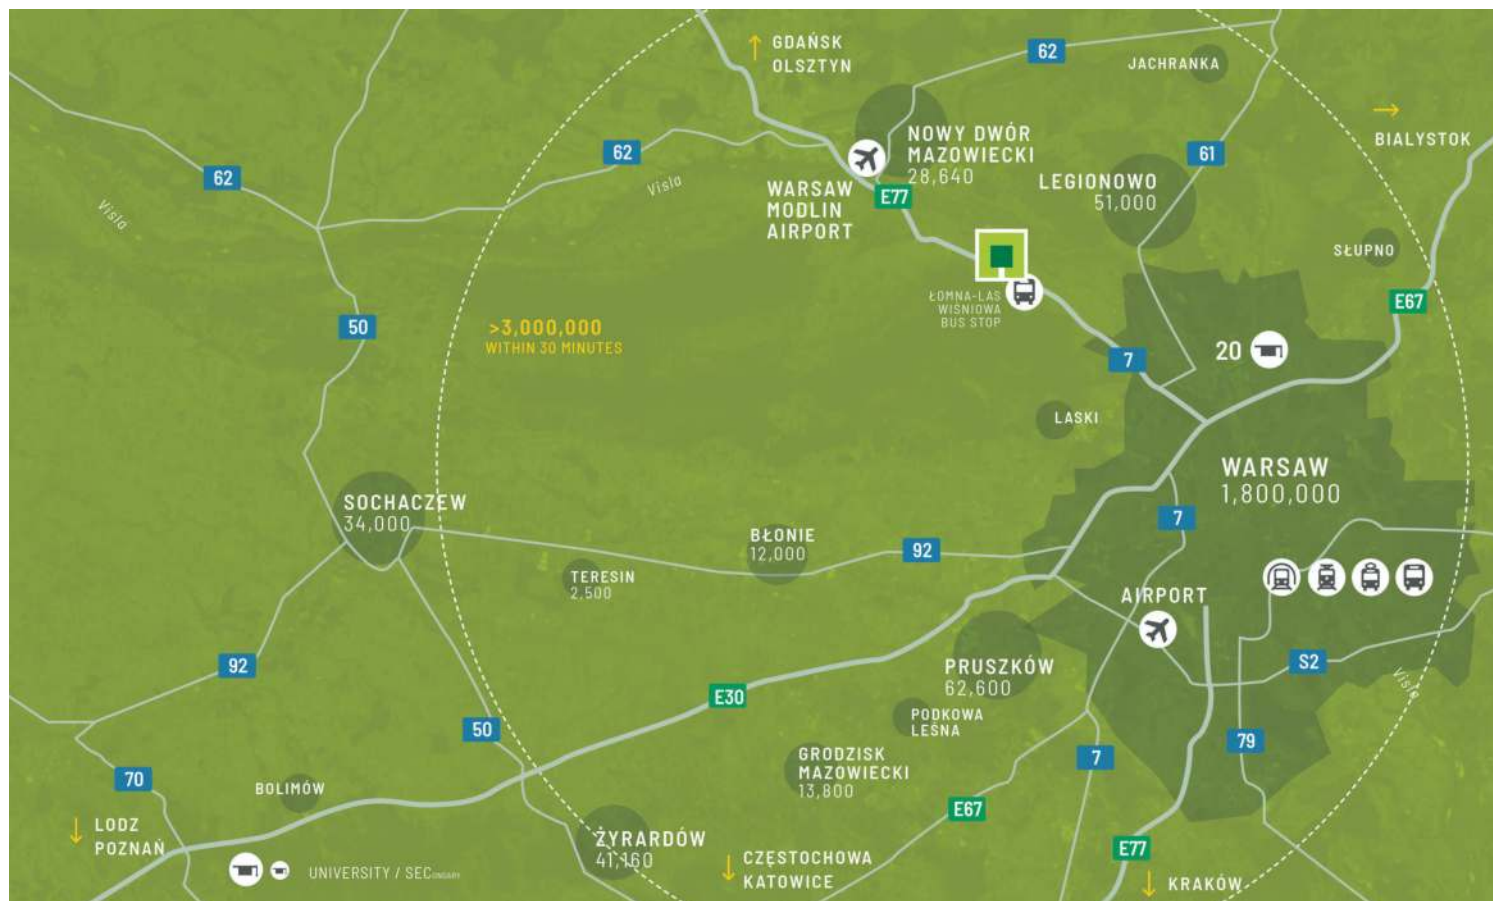 GDAŃSK
OLSZTYN
62
JACHRANKA
BIALYSTOK
NOWY DWÓR
MAZOWIECKI
28,640
61
62
62
LEGIONOWO
51,000
WARSAW
MODLIN
AIRPORT
E77
Visla
Visla
SŁUPNO
ŁOMNA-LAS
WIŚNIOWA
BUS STOP
E67
50
>3,000,000
WITHIN 30 MINUTES
7
20
LASKI
WARSAW
1,800,000
SOCHACZEW
34,000
7
BŁONIE
12,000
92
TERESIN
2,500
AIRPORT
92
PRUSZKÓW
62,600
S2
Visla
E30
PODKOWA
LEŚNA
50
79
GRODZISK
MAZOWIECKI
13,800
7
70
BOLIMÓW
E67
LODZ
POZNAŃ
ŻYRARDÓW
41,160
E77
CZĘSTOCHOWA
KATOWICE
UNIVERSITY / SECONDARY
KRAKÓW